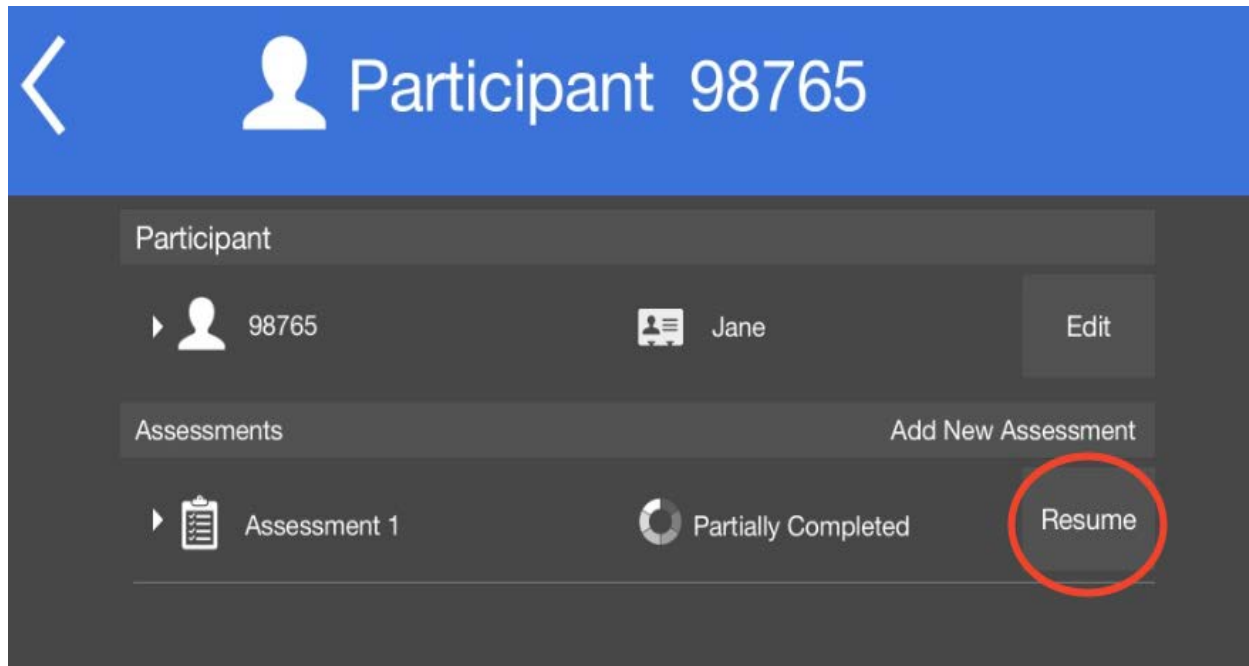 Participant 98765
Participant
98765 Jane Edit
Assessments Add New Assessment
Assessment 1 Partially Completed Resume